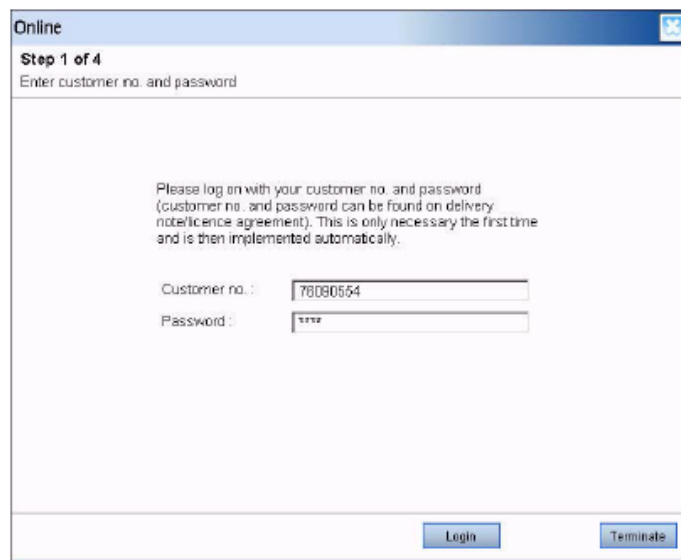 Online
Step 1 of 4
Enter customer no. and password
Please log on with your customer no. and password
(customer no. and password can be found on delivery
note/licence agreement). This is only necessary the first time
and is then implemented automatically.
Customer no. : 76090554
Password : ****
Login Terminate